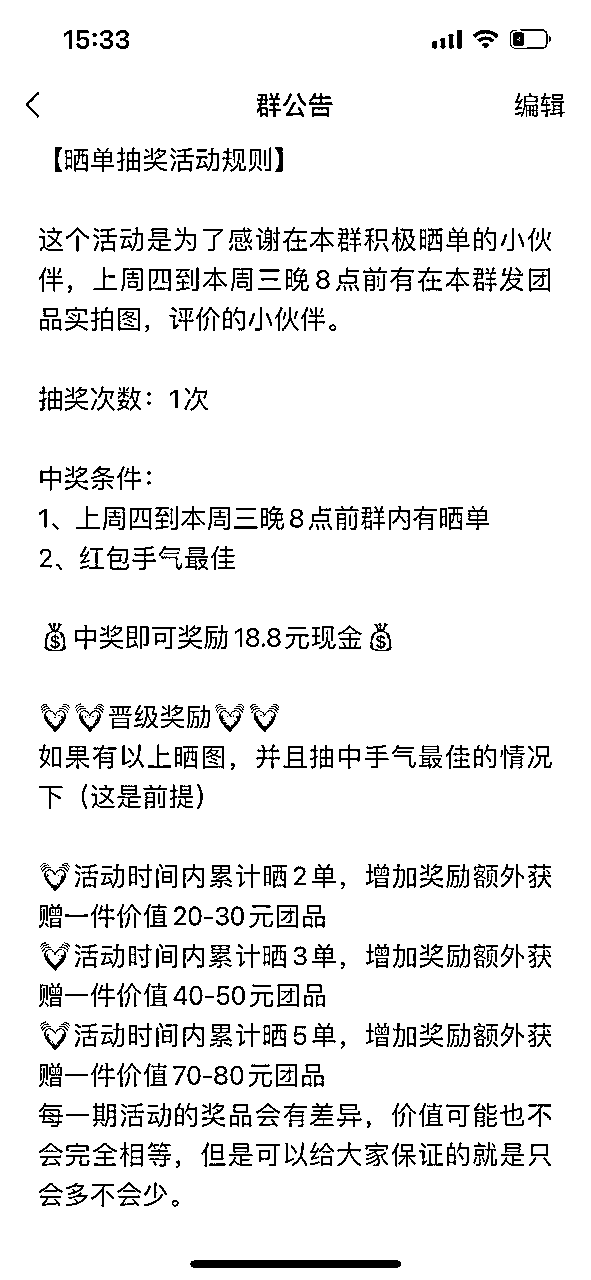 15:33
群公告
编辑
【晒单抽奖活动规则】
这个活动是为了感谢在本群积极晒单的小伙
伴，上周四到本周三晚8点前有在本群发团
品实拍图，评价的小伙伴。
抽奖次数：1次
中奖条件：
1、上周四到本周三晚8点前群内有晒单
2、红包手气最佳
💰中奖即可奖励18.8元现金💰
💓💓晋级奖励💓💓
如果有以上晒图，并且抽中手气最佳的情况
下（这是前提）
💓活动时间内累计晒2单，增加奖励额外获
赠一件价值20-30元团品
💓活动时间内累计晒3单，增加奖励额外获
赠一件价值40-50元团品
💓活动时间内累计晒5单，增加奖励额外获
赠一件价值70-80元团品
每一期活动的奖品会有差异，价值可能也不
会完全相等，但是可以给大家保证的就是只
会多不会少。